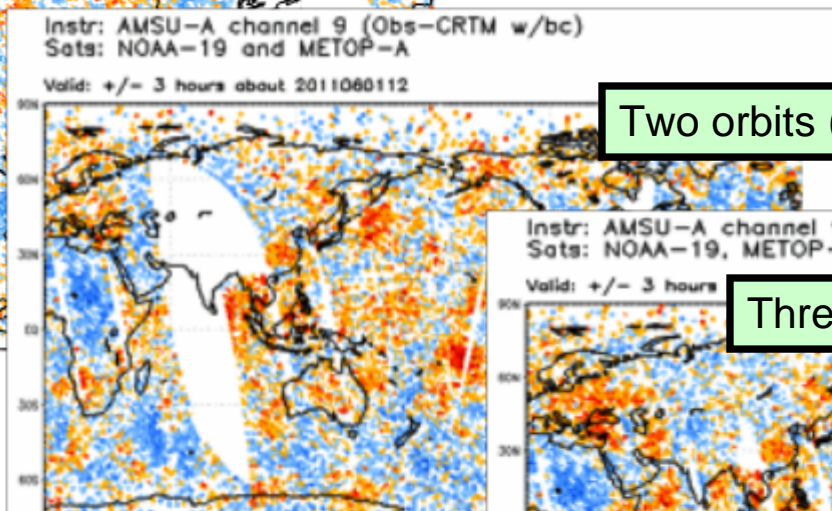 Instr: AMSU-A channel 9 (Obs-CRTM w/bc)
Sats: NOAA-19 and METOP-A
Valid: +/- 3 hours about 2011060112
90N
60N
30N
EQ
30S
60S
Two orbits (
Instr: AMSU-A channel
Sats: NOAA-19, METOP-
Valid: +/- 3 hours
90N
60N
30N
Thre